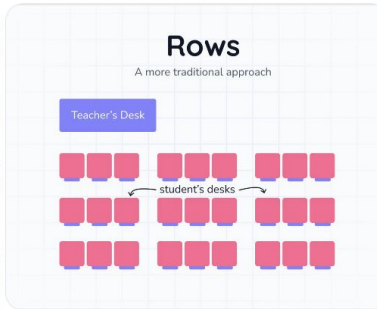 Rows
A more traditional approach
Teacher's Desk
student's desks